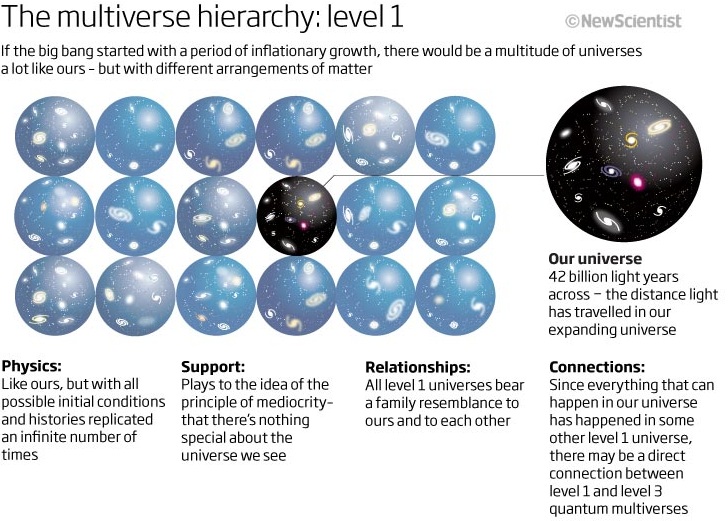 The multiverse hierarchy: level 1
©NewScientist
If the big bang started with a period of inflationary growth, there would be a multitude of universes
a lot like ours – but with different arrangements of matter
Our universe
42 billion light years
across – the distance light
has travelled in our
expanding universe
Physics:
Like ours, but with all
possible initial conditions
and histories replicated
an infinite number of
times
Support:
Plays to the idea of the
principle of mediocrity–
that there's nothing
special about the
universe we see
Relationships:
All level 1 universes bear
a family resemblance to
ours and to each other
Connections:
Since everything that can
happen in our universe
has happened in some
other level 1 universe,
there may be a direct
connection between
level 1 and level 3
quantum multiverses